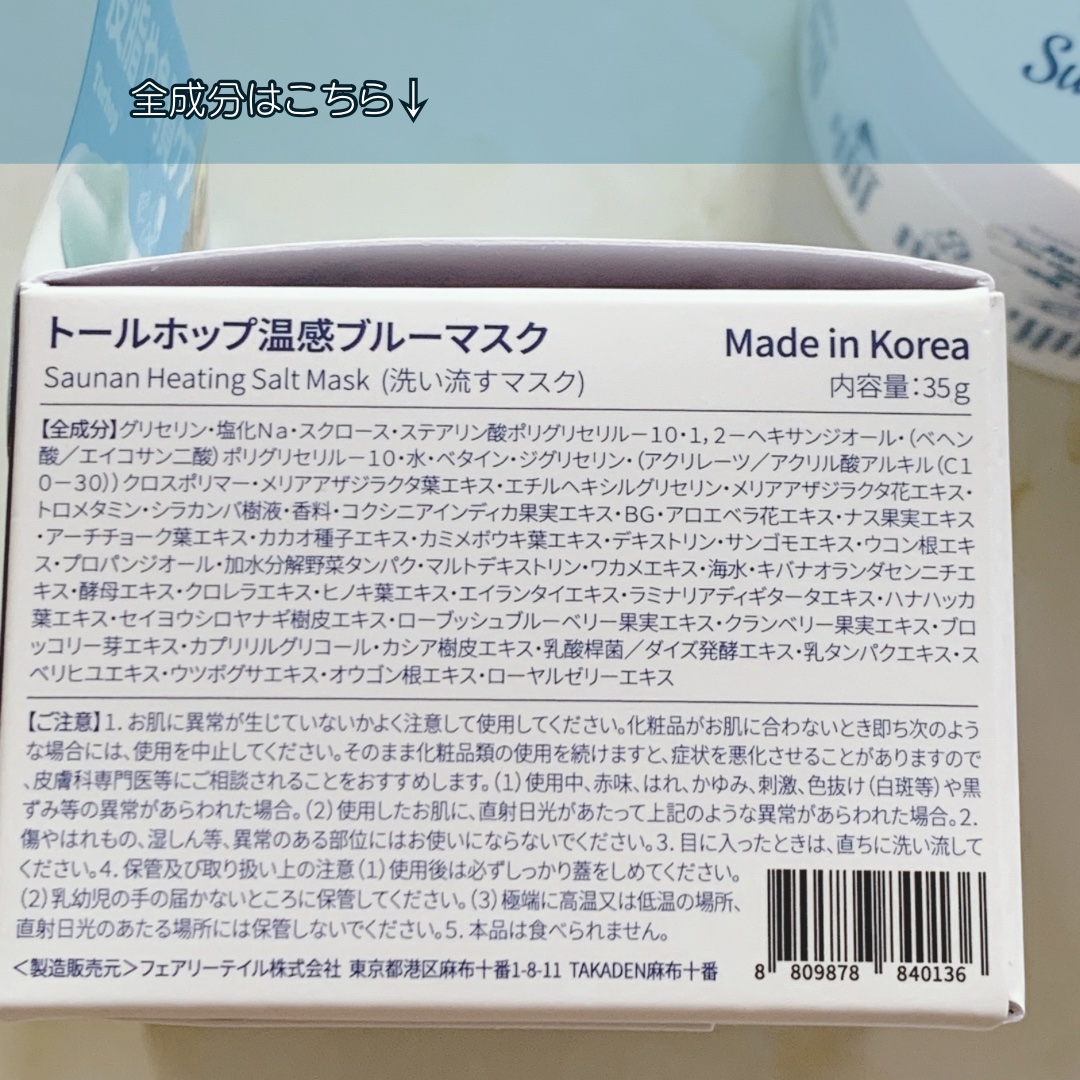 全成分はこちら↓
Su
トールホップ温感ブルーマスク
Made in Korea
Saunan Heating Salt Mask (洗い流すマスク)
内容量:35g
【全成分】グリセリン・塩化Na・スクロース・ステアリン酸ポリグリセリル－10・1,2－ヘキサンジオール・(ベヘン
酸／エイコサン二酸)ポリグリセリル－10・水・ベタイン・ジグリセリン・(アクリレーツ／アクリル酸アルキル(C1
0－30))クロスポリマー・メリアアザジラクタ葉エキス・エチルヘキシルグリセリン・メリアアザジラクタ花エキス・
トロメタミン・シラカンバ樹液・香料・コクシニアインディカ果実エキス・BG・アロエベラ花エキス・ナス果実エキス
・アーチチョーク葉エキス・カカオ種子エキス・カミメボウキ葉エキス・デキストリン・サンゴモエキス・ウコン根エキ
ス・プロパンジオール・加水分解野菜タンパク・マルトデキストリン・ワカメエキス・海水・キバナオランダセンニチエ
キス・酵母エキス・クロレラエキス・ヒノキ葉エキス・エイランタイエキス・ラミナリアディギタータエキス・ハナハッカ
葉エキス・セイヨウシロヤナギ樹皮エキス・ローブッシュブルーベリー果実エキス・クランベリー果実エキス・ブロ
ッコリー芽エキス・カプリリルグリコール・カシア樹皮エキス・乳酸桿菌／ダイズ発酵エキス・乳タンパクエキス・ス
ベリヒユエキス・ウツボグサエキス・オウゴン根エキス・ローヤルゼリーエキス
【ご注意】1. お肌に異常が生じていないかよく注意して使用してください。化粧品がお肌に合わないとき即ち次のよう
な場合には、使用を中止してください。そのまま化粧品類の使用を続けますと、症状を悪化させることがありますので
、皮膚科専門医等にご相談されることをおすすめします。(1)使用中、赤味、はれ、かゆみ、刺激、色抜け(白斑等)や黒
ずみ等の異常があらわれた場合。(2)使用したお肌に、直射日光があたって上記のような異常があらわれた場合。2.
傷やはれもの、湿しん等、異常のある部位にはお使いにならないでください。3. 目に入ったときは、直ちに洗い流して
ください。4. 保管及び取り扱い上の注意(1)使用後は必ずしっかり蓋をしめてください。
(2)乳幼児の手の届かないところに保管してください。(3)極端に高温又は低温の場所、
直射日光のあたる場所には保管しないでください。5. 本品は食べられません。
＜製造販売元＞フェアリーテイル株式会社 東京都港区麻布十番1-8-11 TAKADEN麻布十番
8 809878 840136